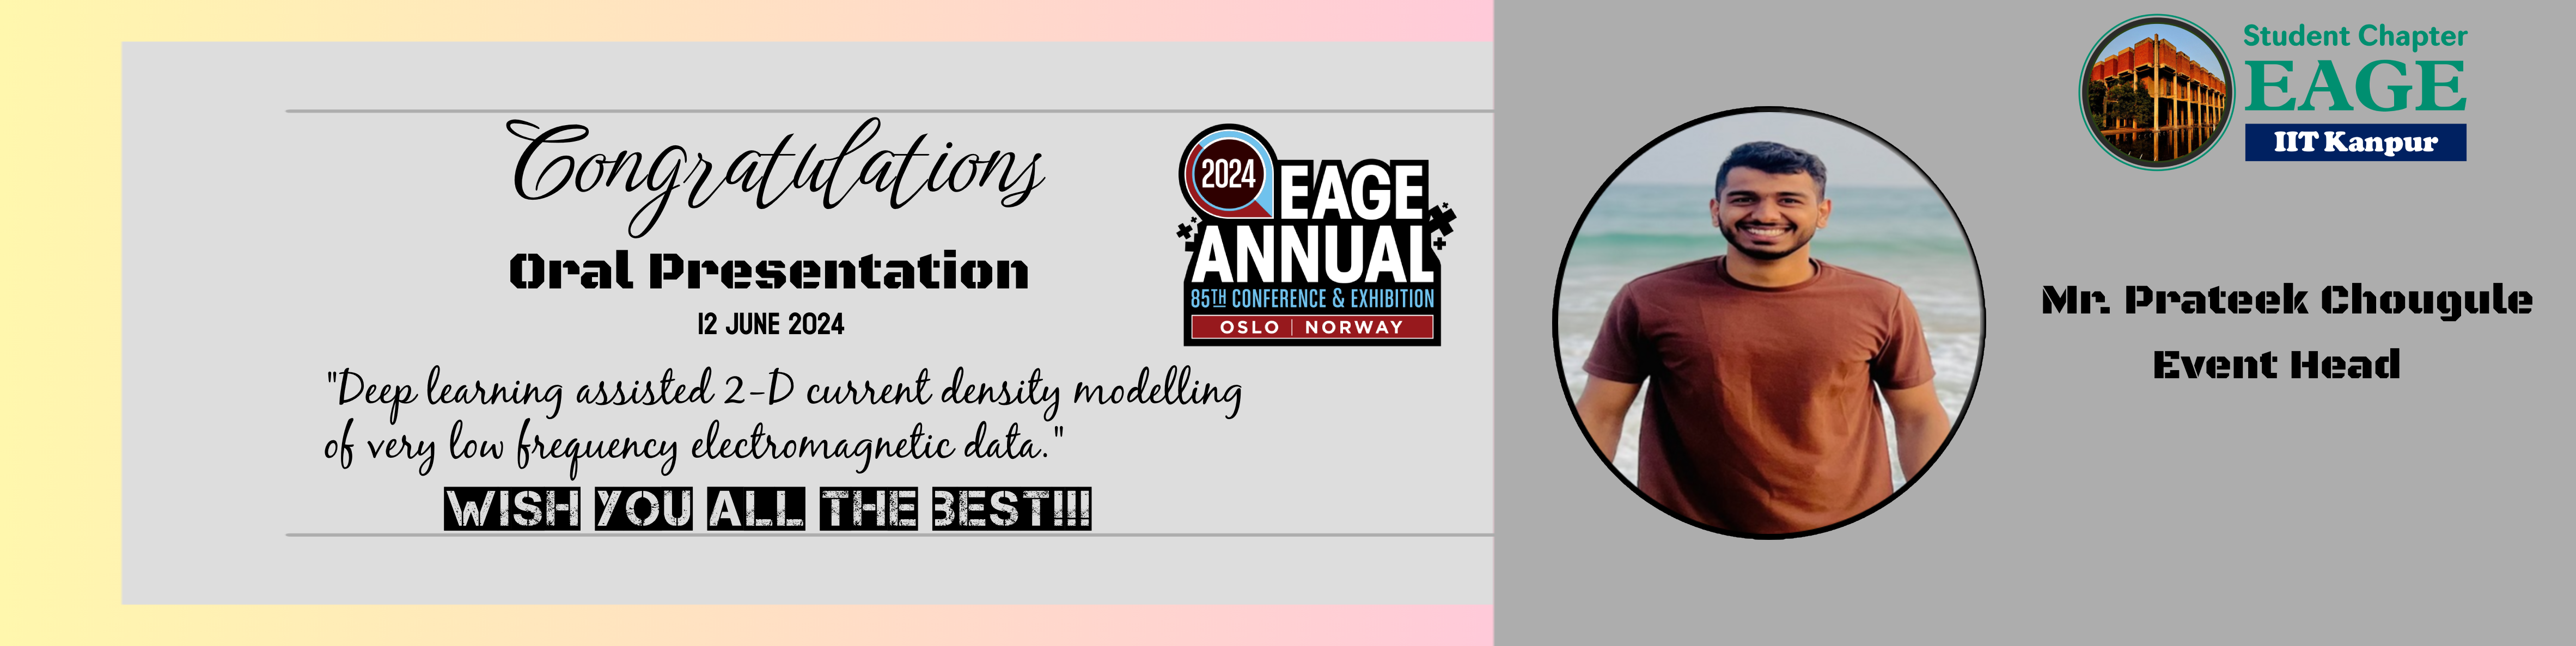 Congratulations
Oral Presentation
12 JUNE 2024
"Deep learning assisted 2-D current density modelling
of very low frequency electromagnetic data."
WISH YOU ALL THE BEST!!!
2024
EAGE
ANNUAL
85TH CONFERENCE & EXHIBITION
OSLO | NORWAY
Student Chapter
EAGE
IIT Kanpur
Mr. Prateek Chougule
Event Head